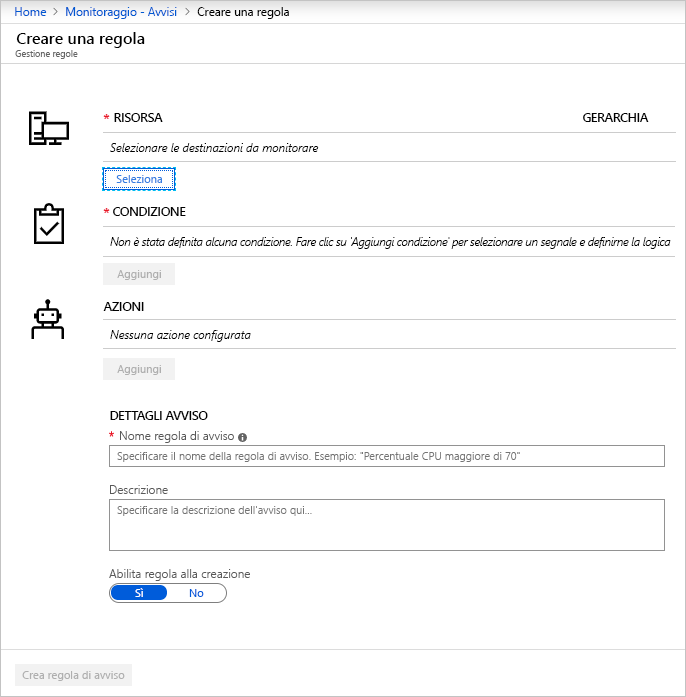 Home > Monitoraggio - Avvisi > Creare una regola
Creare una regola
Gestione regole
* RISORSA GERARCHIA
Selezionare le destinazioni da monitorare
Seleziona
* CONDIZIONE
Non è stata definita alcuna condizione. Fare clic su 'Aggiungi condizione' per selezionare un segnale e definirne la logica
Aggiungi
AZIONI
Nessuna azione configurata
Aggiungi
DETTAGLI AVVISO
* Nome regola di avviso
Specificare il nome della regola di avviso. Esempio: "Percentuale CPU maggiore di 70"
Descrizione
Specificare la descrizione dell'avviso qui...
Abilita regola alla creazione
Sì No
Crea regola di avviso